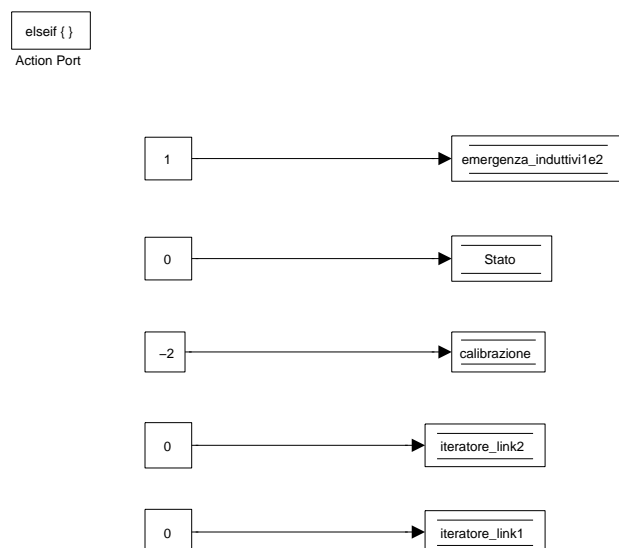 elseif { }
Action Port
1
emergenza_induttivi1e2
0
Stato
–2
calibrazione
0
iteratore_link2
0
iteratore_link1